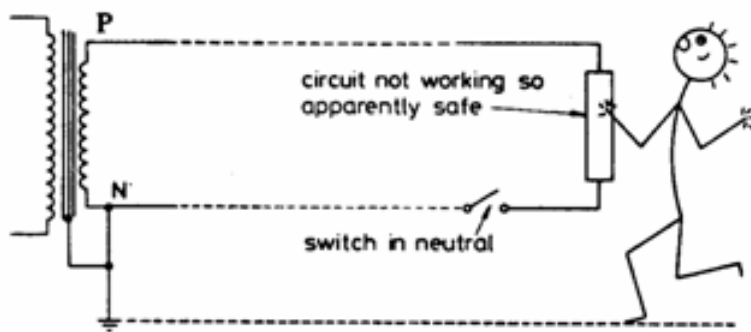 P
circuit not working so
apparently safe
N
switch in neutral